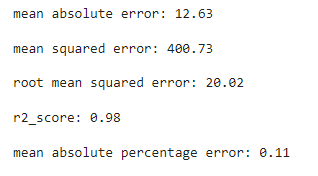 mean absolute error: 12.63
mean squared error: 400.73
root mean squared error: 20.02
r2_score: 0.98
mean absolute percentage error: 0.11